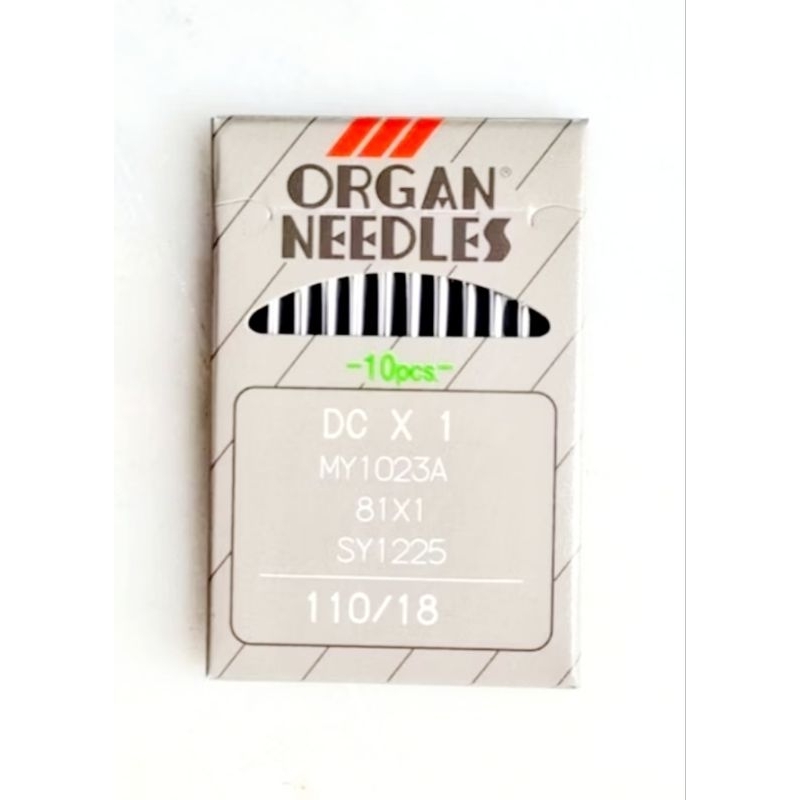 ORGAN®
NEEDLES
-10pcs.-
DC X 1
MY1023A
81X1
SY1225
110/18